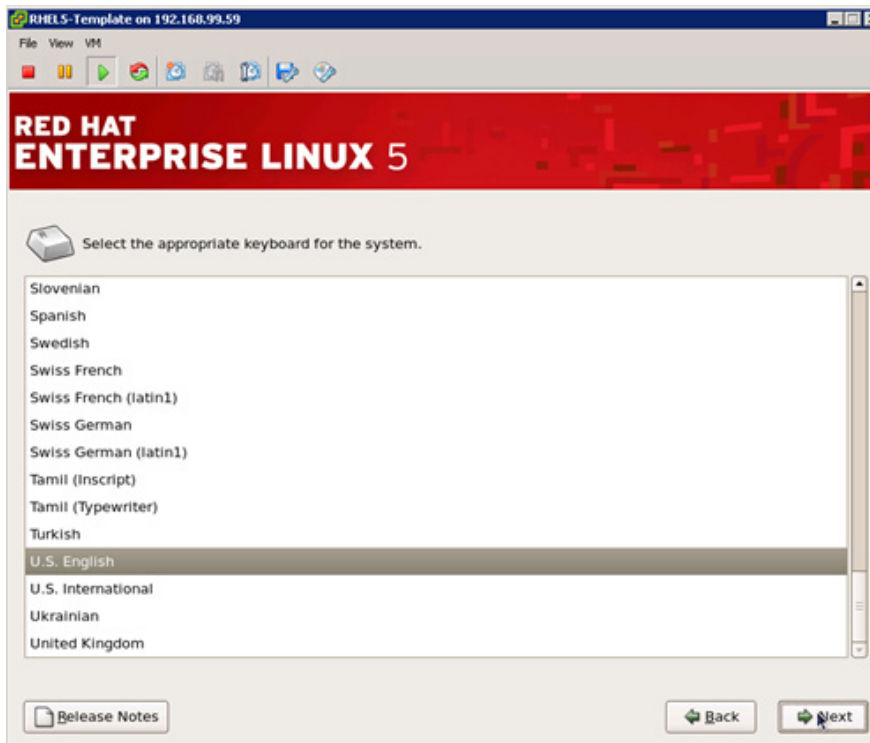 RHEL5-Template on 192.168.99.59
File View VM
RED HAT
ENTERPRISE LINUX 5
Select the appropriate keyboard for the system.
Slovenian
Spanish
Swedish
Swiss French
Swiss French (latin1)
Swiss German
Swiss German (latin1)
Tamil (Inscript)
Tamil (Typewriter)
Turkish
U.S. English
U.S. International
Ukrainian
United Kingdom
Release Notes Back Next